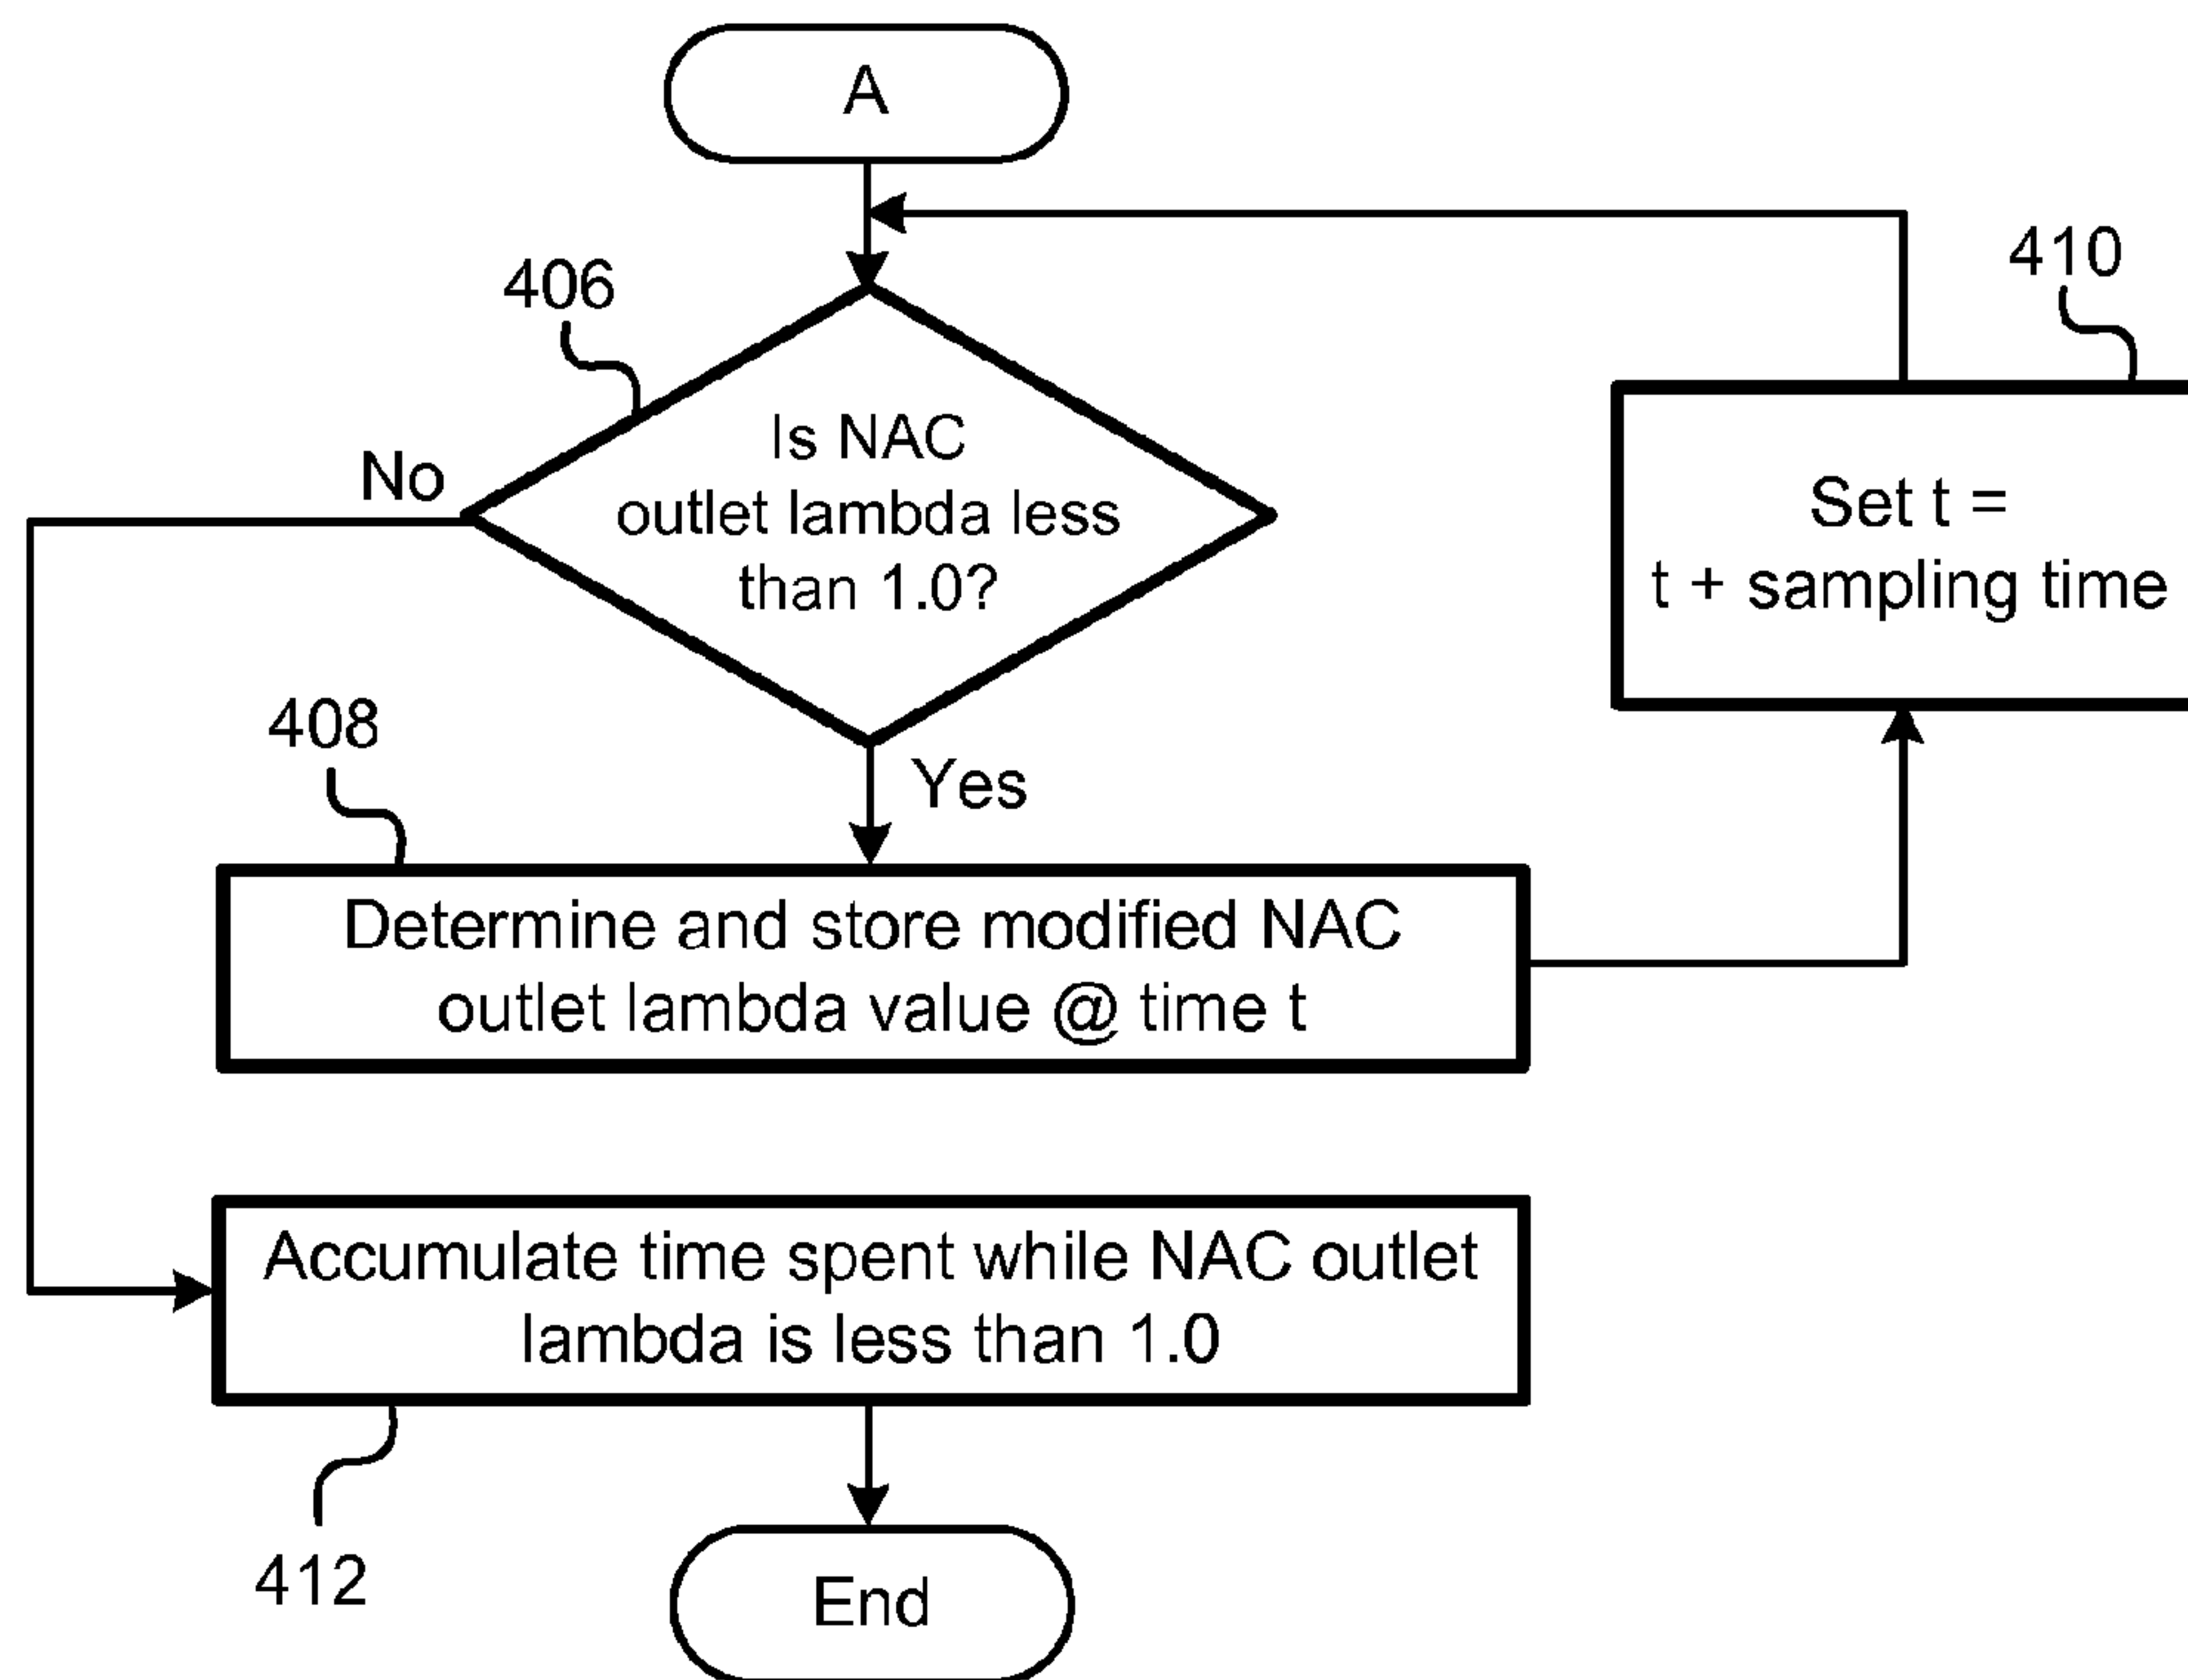 A
406
410
Is NAC
outlet lambda less
than 1.0?
No
Set t =
t + sampling time
408
Yes
Determine and store modified NAC
outlet lambda value @ time t
Accumulate time spent while NAC outlet
lambda is less than 1.0
412
End